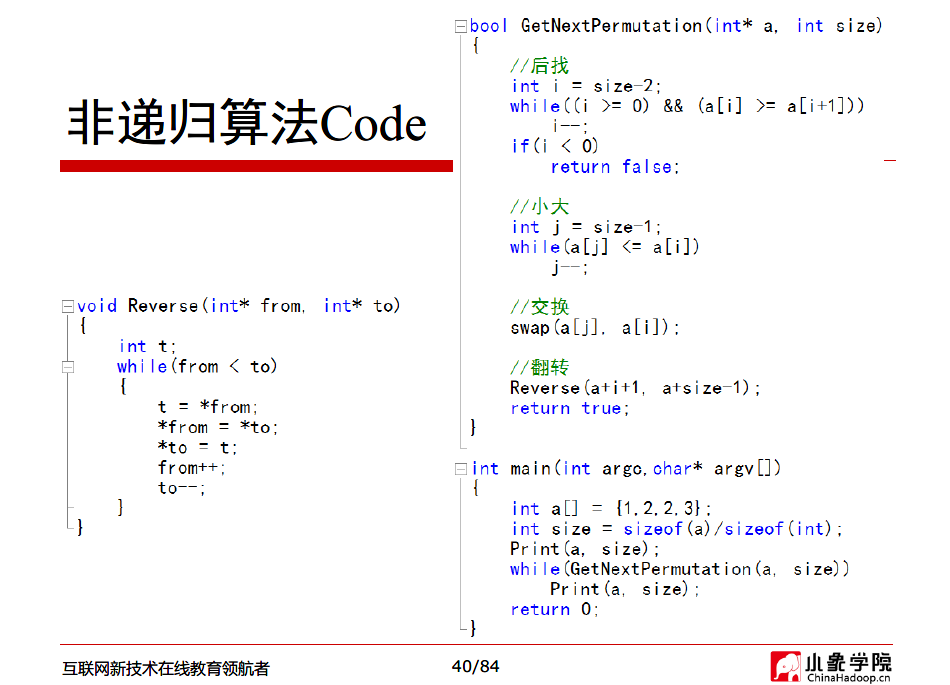 非递归算法Code
void Reverse(int* from, int* to)
{
    int t;
    while(from < to)
    {
        t = *from;
        *from = *to;
        *to = t;
        from++;
        to--;
    }
}
bool GetNextPermutation(int* a, int size)
{
    //后找
    int i = size-2;
    while((i >= 0) && (a[i] >= a[i+1]))
        i--;
    if(i < 0)
        return false;
    //小大
    int j = size-1;
    while(a[j] <= a[i])
        j--;
    //交换
    swap(a[j], a[i]);
    //翻转
    Reverse(a+i+1, a+size-1);
    return true;
}
int main(int argc,char* argv[])
{
    int a[] = {1,2,2,3};
    int size = sizeof(a)/sizeof(int);
    Print(a, size);
    while(GetNextPermutation(a, size))
        Print(a, size);
    return 0;
}
互联网新技术在线教育领航者
40/84
小象学院
ChinaHadoop.cn